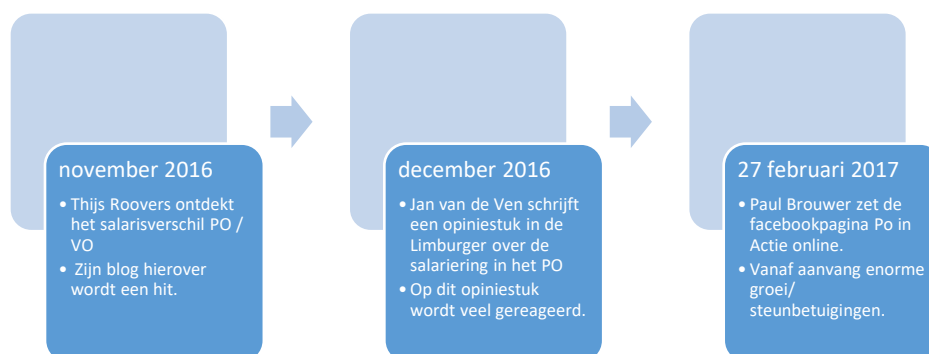 november 2016
• Thijs Roovers ontdekt
het salarisverschil PO /
VO
• Zijn blog hierover
wordt een hit.
december 2016
• Jan van de Ven schrijft
een opiniestuk in de
Limburger over de
salariering in het PO
• Op dit opiniestuk
wordt veel gereageerd.
27 februari 2017
• Paul Brouwer zet de
facebookpagina Po in
Actie online.
• Vanaf aanvang enorme
groei/
steunbetuigingen.